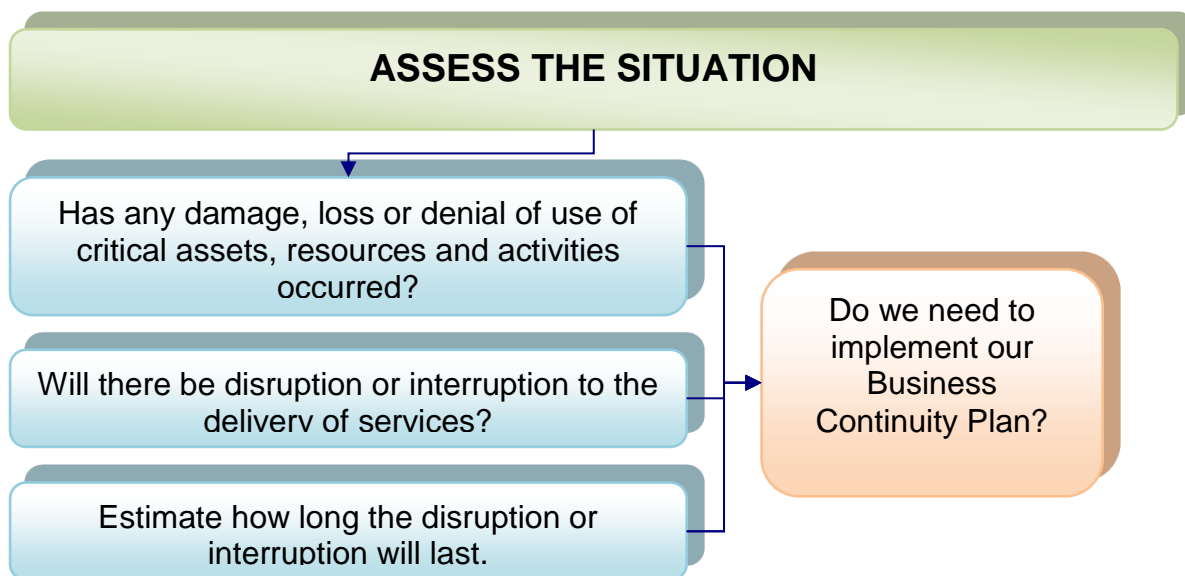 ASSESS THE SITUATION
Has any damage, loss or denial of use of
critical assets, resources and activities
occurred?
Will there be disruption or interruption to the
delivery of services?
Estimate how long the disruption or
interruption will last.
Do we need to
implement our
Business
Continuity Plan?